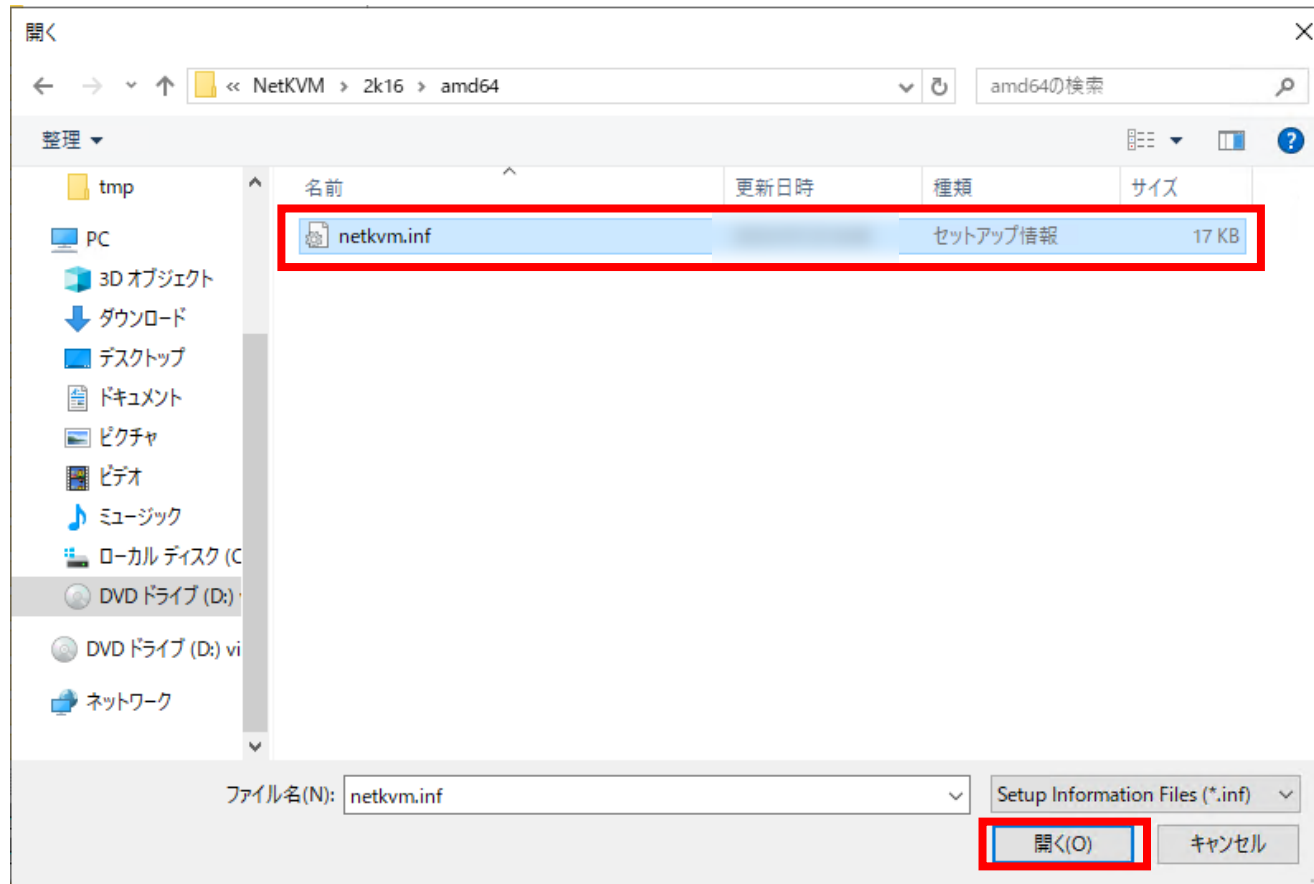 開く
« NetKVM › 2k16 › amd64
amd64の検索
整理
名前 更新日時 種類 サイズ
netkvm.inf セットアップ情報 17 KB
tmp
PC
3D オブジェクト
ダウンロード
デスクトップ
ドキュメント
ピクチャ
ビデオ
ミュージック
ローカル ディスク (C
DVD ドライブ (D:)
DVD ドライブ (D:) vi
ネットワーク
ファイル名(N): netkvm.inf Setup Information Files (*.inf)
開く(O) キャンセル